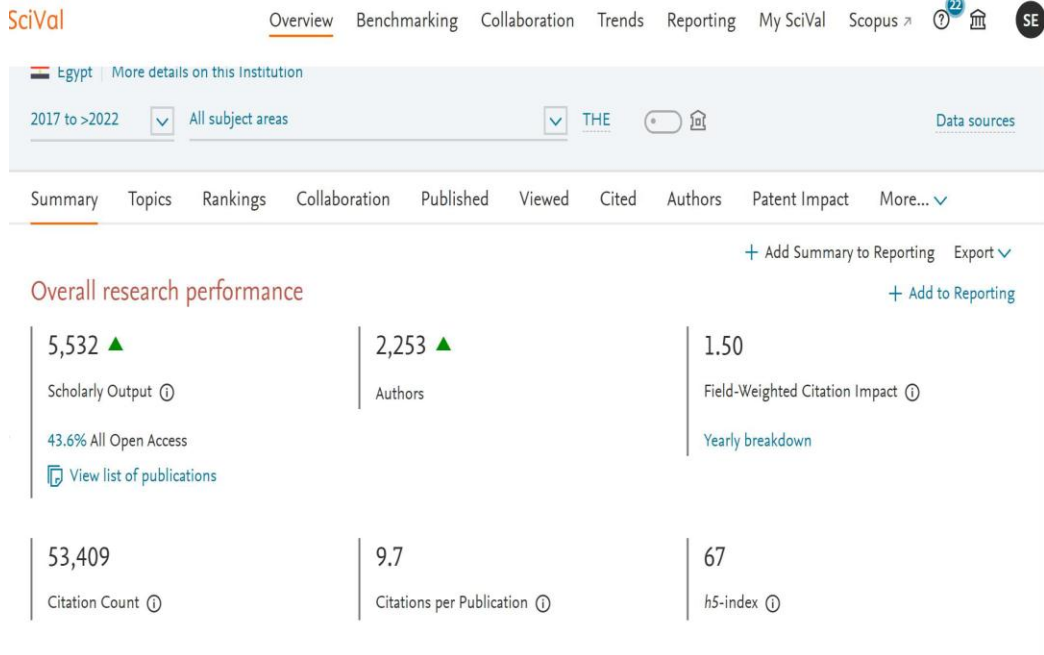 SciVal Overview Benchmarking Collaboration Trends Reporting My SciVal Scopus ↗ 22 SE
Egypt | More details on this Institution
2017 to >2022 All subject areas THE Data sources
Summary Topics Rankings Collaboration Published Viewed Cited Authors Patent Impact More...
+ Add Summary to Reporting Export
Overall research performance + Add to Reporting
5,532 ▲ 2,253 ▲ 1.50
Scholarly Output Authors Field-Weighted Citation Impact
43.6% All Open Access Yearly breakdown
View list of publications
53,409 9.7 67
Citation Count Citations per Publication h5-index